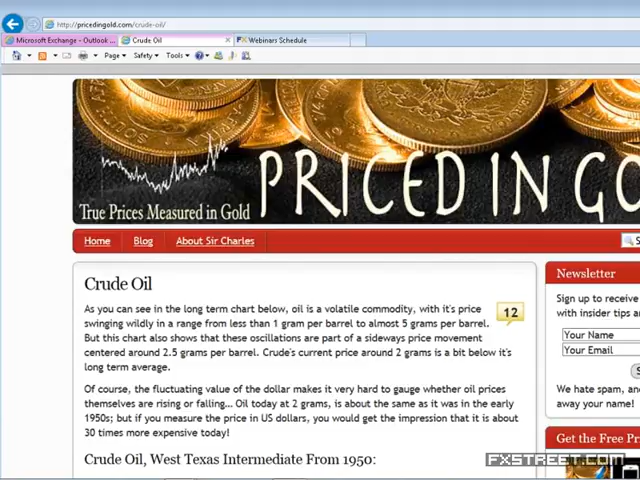 http://pricedingold.com/crude-oil/
Microsoft Exchange - Outlook ...
Crude Oil
Webinars Schedule
Page
Safety
Tools
PRICED IN GO
True Prices Measured in Gold
Home
Blog
About Sir Charles
S
Crude Oil
12
As you can see in the long term chart below, oil is a volatile commodity, with it's price
swinging wildly in a range from less than 1 gram per barrel to almost 5 grams per barrel.
But this chart also shows that these oscillations are part of a sideways price movement
centered around 2.5 grams per barrel. Crude's current price around 2 grams is a bit below it's
long term average.
Of course, the fluctuating value of the dollar makes it very hard to gauge whether oil prices
themselves are rising or falling... Oil today at 2 grams, is about the same as it was in the early
1950s; but if you measure the price in US dollars, you would get the impression that it is about
30 times more expensive today!
Crude Oil, West Texas Intermediate From 1950:
Newsletter
Sign up to receive
with insider tips a
Your Name
Your Email
S
We hate spam, an
away your name!
Get the Free Pri
FXSTREET.COM